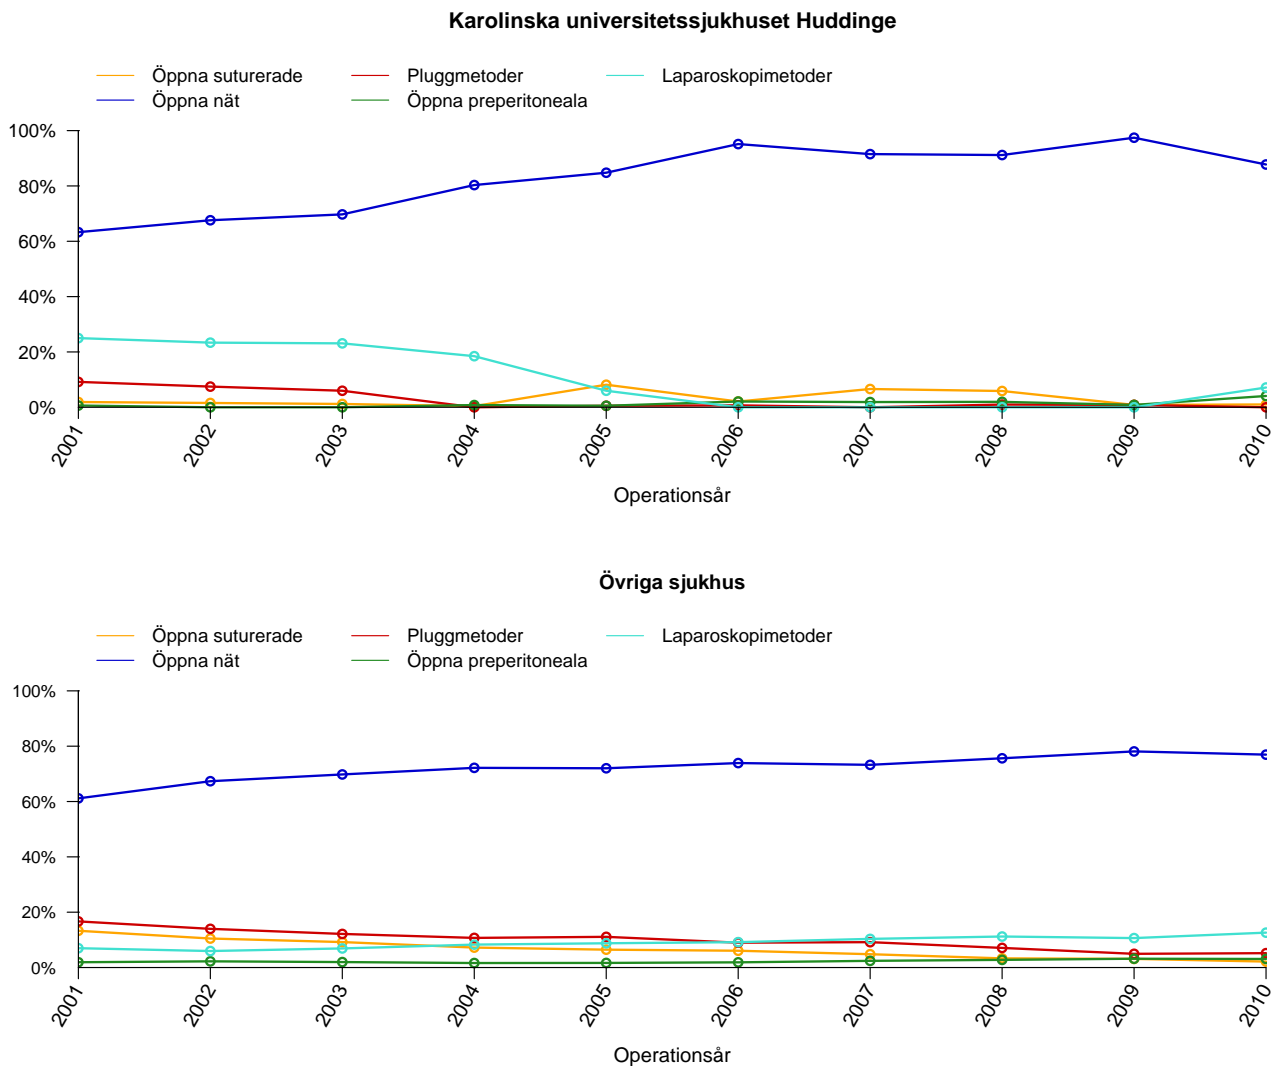 Karolinska universitetssjukhuset Huddinge
Öppna suturerade Pluggmetoder Laparoskopimetoder
Öppna nät Öppna preperitoneala
100%
80%
60%
40%
20%
0%
2001 2002 2003 2004 2005 2006 2007 2008 2009 2010
Operationsår
Övriga sjukhus
Öppna suturerade Pluggmetoder Laparoskopimetoder
Öppna nät Öppna preperitoneala
100%
80%
60%
40%
20%
0%
2001 2002 2003 2004 2005 2006 2007 2008 2009 2010
Operationsår